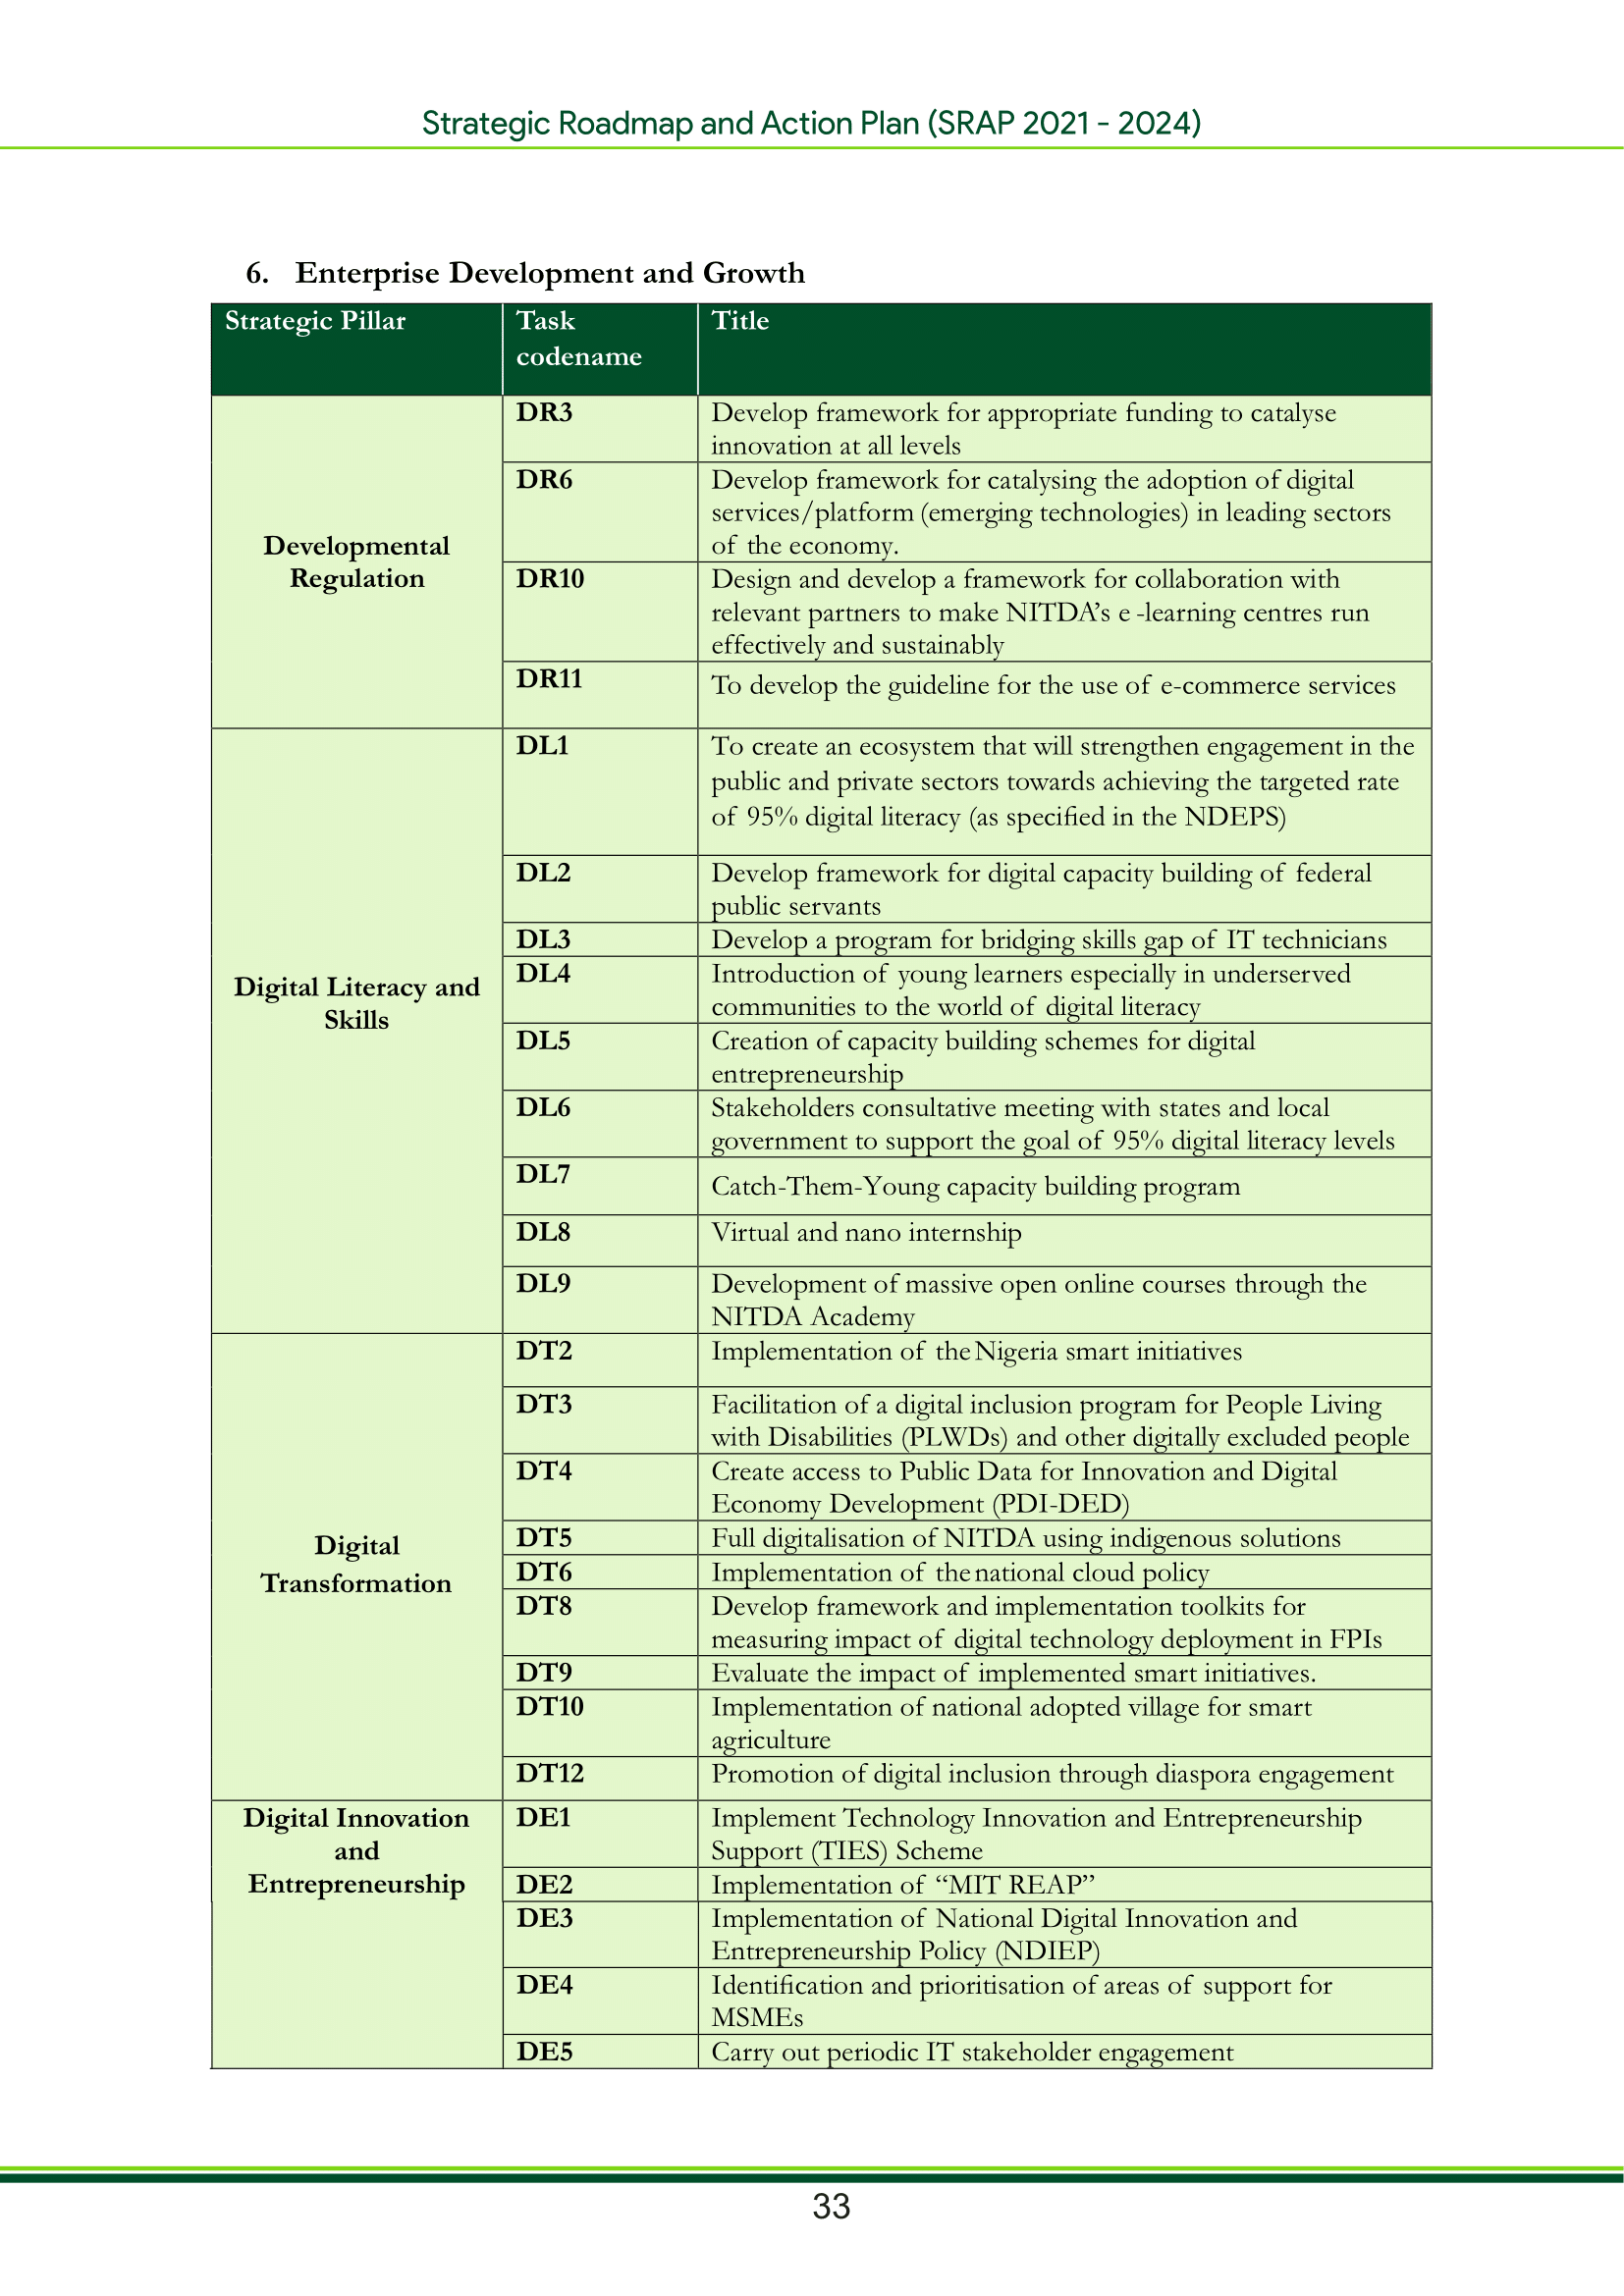 Strategic Roadmap and Action Plan (SRAP 2021 - 2024)
6. Enterprise Development and Growth
Strategic Pillar
Task
codename
Title
Developmental
Regulation
DR3
Develop framework for appropriate funding to catalyse
innovation at all levels
DR6
Develop framework for catalysing the adoption of digital
services/platform (emerging technologies) in leading sectors
of the economy.
DR10
Design and develop a framework for collaboration with
relevant partners to make NITDA’s e -learning centres run
effectively and sustainably
DR11
To develop the guideline for the use of e-commerce services
Digital Literacy and
Skills
DL1
To create an ecosystem that will strengthen engagement in the
public and private sectors towards achieving the targeted rate
of 95% digital literacy (as specified in the NDEPS)
DL2
Develop framework for digital capacity building of federal
public servants
DL3
Develop a program for bridging skills gap of IT technicians
DL4
Introduction of young learners especially in underserved
communities to the world of digital literacy
DL5
Creation of capacity building schemes for digital
entrepreneurship
DL6
Stakeholders consultative meeting with states and local
government to support the goal of 95% digital literacy levels
DL7
Catch-Them-Young capacity building program
DL8
Virtual and nano internship
DL9
Development of massive open online courses through the
NITDA Academy
Digital
Transformation
DT2
Implementation of the Nigeria smart initiatives
DT3
Facilitation of a digital inclusion program for People Living
with Disabilities (PLWDs) and other digitally excluded people
DT4
Create access to Public Data for Innovation and Digital
Economy Development (PDI-DED)
DT5
Full digitalisation of NITDA using indigenous solutions
DT6
Implementation of the national cloud policy
DT8
Develop framework and implementation toolkits for
measuring impact of digital technology deployment in FPIs
DT9
Evaluate the impact of implemented smart initiatives.
DT10
Implementation of national adopted village for smart
agriculture
DT12
Promotion of digital inclusion through diaspora engagement
Digital Innovation
and
Entrepreneurship
DE1
Implement Technology Innovation and Entrepreneurship
Support (TIES) Scheme
DE2
Implementation of “MIT REAP”
DE3
Implementation of National Digital Innovation and
Entrepreneurship Policy (NDIEP)
DE4
Identification and prioritisation of areas of support for
MSMEs
DE5
Carry out periodic IT stakeholder engagement
33